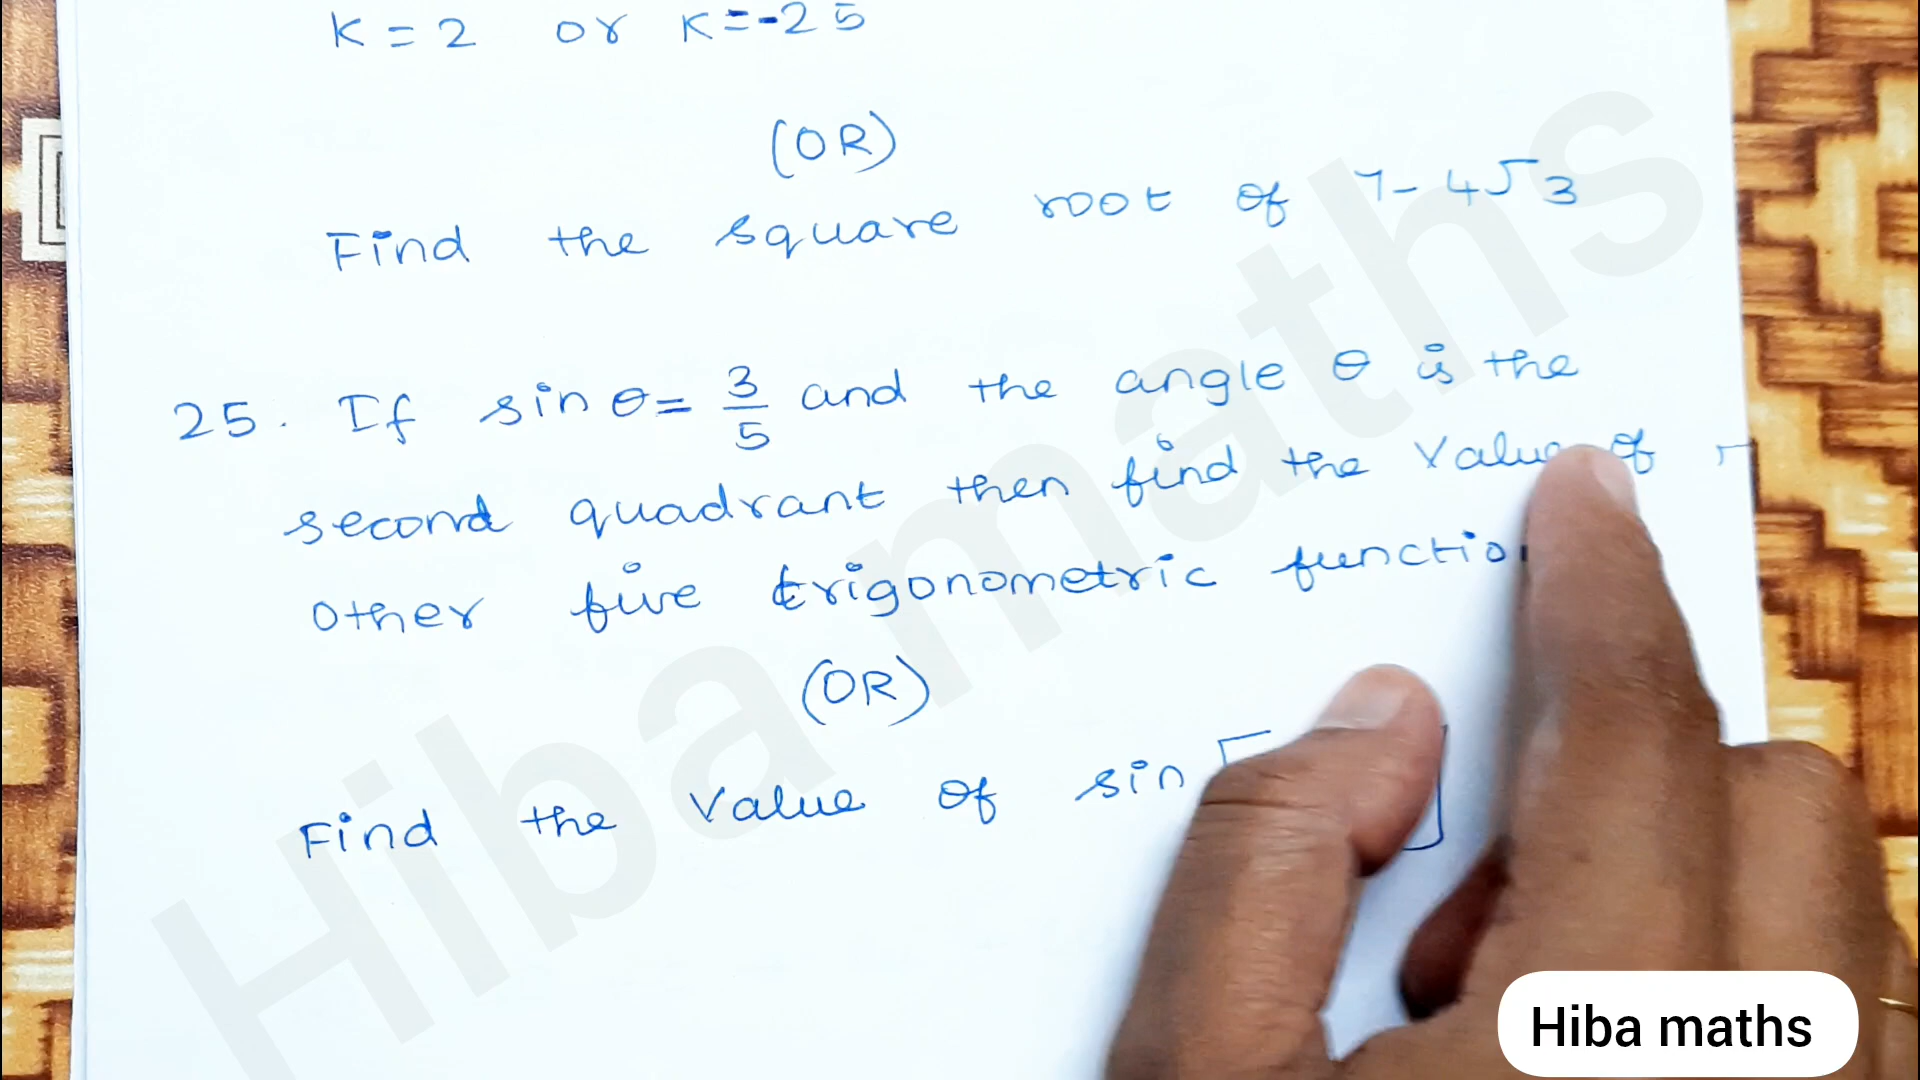 K = 2 or K = -25
(OR)
Find the square root of 7 - 4√3
25. If sin θ = 3/5 and the angle θ is the
second quadrant then find the value of
other five trigonometric
(OR)
Find the value of sin [ ]
Hiba maths
Hiba maths